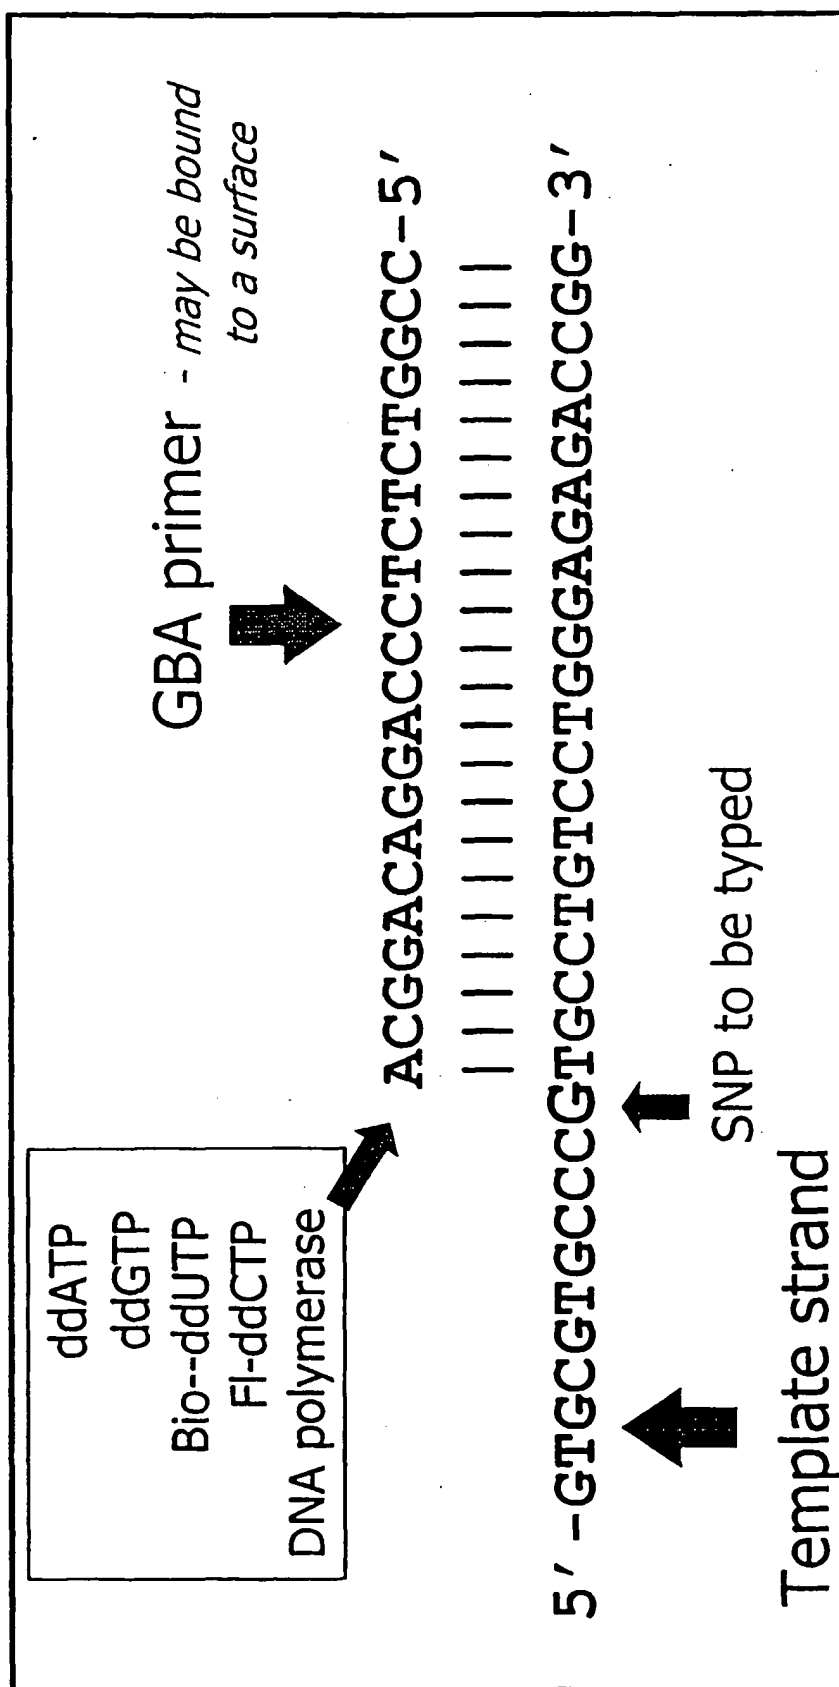 ddATP
ddGTP
Bio--ddUTP
Fl-ddCTP
DNA polymerase
GBA primer - may be bound
to a surface
ACGGACAGGACCCTCTCTGGCC-5'
5'-GTGCGTGCCCGTGCCTGTCCTGGGAGAGACCGG-3'
SNP to be typed
Template strand